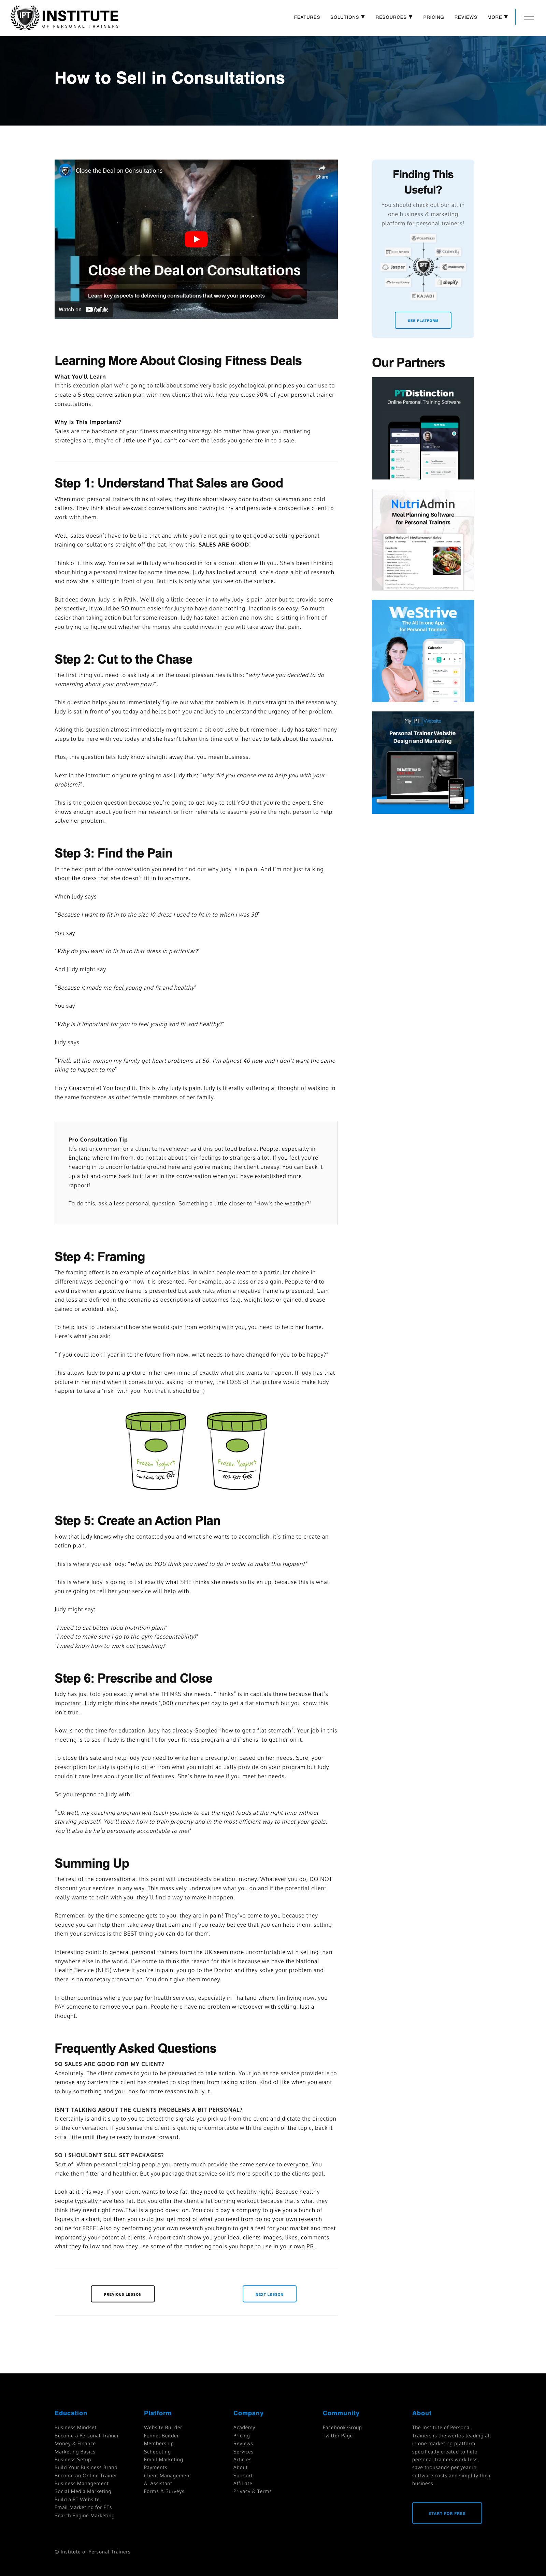 IPT
INSTITUTE
OF PERSONAL TRAINERS
FEATURES
SOLUTIONS ▼
RESOURCES ▼
PRICING
REVIEWS
MORE ▼
How to Sell in Consultations
Close the Deal on Consultations
Share
Close the Deal on Consultations
Learn key aspects to delivering consultations that wow your prospects
Watch on YouTube
Finding This
Useful?
You should check out our all in
one business & marketing
platform for personal trainers!
Calendly
Jasper
mailchimp
shopify
KAJABI
SEE PLATFORM
Our Partners
PTDistinction
Online Personal Training Software
NutriAdmin
Meal Planning Software
for Personal Trainers
WeStrive
The All-in-one App
for Personal Trainers
Calendar
My PT Website
Personal Trainer Website
Design and Marketing
Learning More About Closing Fitness Deals
What You'll Learn
In this execution plan we're going to talk about some very basic psychological principles you can use to
create a 5 step conversation plan with new clients that will help you close 90% of your personal trainer
consultations.
Why Is This Important?
Sales are the backbone of your fitness marketing strategy. No matter how great you marketing
strategies are, they're of little use if you can't convert the leads you generate in to a sale.
Step 1: Understand That Sales are Good
When most personal trainers think of sales, they think about sleazy door to door salesman and cold
callers. They think about awkward conversations and having to try and persuade a prospective client to
work with them.
Well, sales doesn't have to be like that and while you're not going to get good at selling personal
training consultations straight off the bat, know this, SALES ARE GOOD!
Think of it this way. You're sat with Judy who booked in for a consultation with you. She's been thinking
about hiring a personal trainer for some time now. Judy has looked around, she's done a lot of research
and now she is sitting in front of you. But this is only what's on the surface.
But deep down, Judy is in PAIN. We'll dig a little deeper in to why Judy is pain later but to provide some
perspective, it would be SO much easier for Judy to have done nothing. Inaction is so easy. So much
easier than taking action but for some reason, Judy has taken action and now she is sitting in front of
you trying to figure out whether the money she could invest in you will take away that pain.
Step 2: Cut to the Chase
The first thing you need to ask Judy after the usual pleasantries is this: "why have you decided to do
something about your problem now?".
This question helps you to immediately figure out what the problem is. It cuts straight to the reason why
Judy is sat in front of you today and helps both you and Judy to understand the urgency of her problem.
Asking this question almost immediately might seem a bit obtrusive but remember, Judy has taken many
steps to be here with you today and she hasn't taken this time out of her day to talk about the weather.
Plus, this question lets Judy know straight away that you mean business.
Next in the introduction you're going to ask Judy this: "why did you choose me to help you with your
problem?".
This is the golden question because you're going to get Judy to tell YOU that you're the expert. She
knows enough about you from her research or from referrals to assume you're the right person to help
solve her problem.
Step 3: Find the Pain
In the next part of the conversation you need to find out why Judy is in pain. And I'm not just talking
about the dress that she doesn't fit in to anymore.
When Judy says
"Because I want to fit in to the size 10 dress I used to fit in to when I was 30"
You say
"Why do you want to fit in to that dress in particular?"
And Judy might say
"Because it made me feel young and fit and healthy"
You say
"Why is it important for you to feel young and fit and healthy?"
Judy says
"Well, all the women my family get heart problems at 50. I'm almost 40 now and I don't want the same
thing to happen to me"
Holy Guacamole! You found it. This is why Judy is pain. Judy is literally suffering at thought of walking in
the same footsteps as other female members of her family.
Pro Consultation Tip
It's not uncommon for a client to have never said this out loud before. People, especially in
England where I'm from, do not talk about their feelings to strangers a lot. If you feel you're
heading in to uncomfortable ground here and you're making the client uneasy. You can back it
up a bit and come back to it later in the conversation when you have established more
rapport!
To do this, ask a less personal question. Something a little closer to "How's the weather?"
Step 4: Framing
The framing effect is an example of cognitive bias, in which people react to a particular choice in
different ways depending on how it is presented. For example, as a loss or as a gain. People tend to
avoid risk when a positive frame is presented but seek risks when a negative frame is presented. Gain
and loss are defined in the scenario as descriptions of outcomes (e.g. weight lost or gained, disease
gained or avoided, etc).
To help Judy to understand how she would gain from working with you, you need to help her frame.
Here's what you ask:
"If you could look 1 year in to the future from now, what needs to have changed for you to be happy?"
This allows Judy to paint a picture in her own mind of exactly what she wants to happen. If Judy has that
picture in her mind when it comes to you asking for money, the LOSS of that picture would make Judy
happier to take a "risk" with you. Not that it should be ;)
Frozen Yogurt
Contains 20% Fat
Frozen Yogurt
80% Fat Free
Step 5: Create an Action Plan
Now that Judy knows why she contacted you and what she wants to accomplish, it's time to create an
action plan.
This is where you ask Judy: "what do YOU think you need to do in order to make this happen?"
This is where Judy is going to list exactly what SHE thinks she needs so listen up, because this is what
you're going to tell her your service will help with.
Judy might say:
"I need to eat better food (nutrition plan)"
"I need to make sure I go to the gym (accountability)"
"I need know how to work out (coaching)"
Step 6: Prescribe and Close
Judy has just told you exactly what she THINKS she needs. "Thinks" is in capitals there because that's
important. Judy might think she needs 1,000 crunches per day to get a flat stomach but you know this
isn't true.
Now is not the time for education. Judy has already Googled "how to get a flat stomach". Your job in this
meeting is to see if Judy is the right fit for your fitness program and if she is, to get her on it.
To close this sale and help Judy you need to write her a prescription based on her needs. Sure, your
prescription for Judy is going to differ from what you might actually provide on your program but Judy
couldn't care less about your list of features. She's here to see if you meet her needs.
So you respond to Judy with:
"Ok well, my coaching program will teach you how to eat the right foods at the right time without
starving yourself. You'll learn how to train properly and in the most efficient way to meet your goals.
You'll also be he'd personally accountable to me!"
Summing Up
The rest of the conversation at this point will undoubtedly be about money. Whatever you do, DO NOT
discount your services in any way. This massively undervalues what you do and if the potential client
really wants to train with you, they'll find a way to make it happen.
Remember, by the time someone gets to you, they are in pain! They've come to you because they
believe you can help them take away that pain and if you really believe that you can help them, selling
them your services is the BEST thing you can do for them.
Interesting point: In general personal trainers from the UK seem more uncomfortable with selling than
anywhere else in the world. I've come to think the reason for this is because we have the National
Health Service (NHS) where if you're in pain, you go to the Doctor and they solve your problem and
there is no monetary transaction. You don't give them money.
In other countries where you pay for health services, especially in Thailand where I'm living now, you
PAY someone to remove your pain. People here have no problem whatsoever with selling. Just a
thought.
Frequently Asked Questions
SO SALES ARE GOOD FOR MY CLIENT?
Absolutely. The client comes to you to be persuaded to take action. Your job as the service provider is to
remove any barriers the client has created to stop them from taking action. Kind of like when you want
to buy something and you look for more reasons to buy it.
ISN'T TALKING ABOUT THE CLIENTS PROBLEMS A BIT PERSONAL?
It certainly is and it's up to you to detect the signals you pick up from the client and dictate the direction
of the conversation. If you sense the client is getting uncomfortable with the depth of the topic, back it
off a little until they're ready to move forward.
SO I SHOULDN'T SELL SET PACKAGES?
Sort of. When personal training people you pretty much provide the same service to everyone. You
make them fitter and healthier. But you package that service so it's more specific to the clients goal.
Look at it this way. If your client wants to lose fat, they need to get healthy right? Because healthy
people typically have less fat. But you offer the client a fat burning workout because that's what they
think they need right now.That is a good question. You could pay a company to give you a bunch of
figures in a chart, but then you could just get most of what you need from doing your own research
online for FREE! Also by performing your own research you begin to get a feel for your market and most
importantly your potential clients. A report can't show you your ideal clients images, likes, comments,
what they follow and how they use some of the marketing tools you hope to use in your own PR.
PREVIOUS LESSON
NEXT LESSON
Education
Business Mindset
Become a Personal Trainer
Money & Finance
Marketing Basics
Business Setup
Build Your Business Brand
Become an Online Trainer
Business Management
Social Media Marketing
Build a PT Website
Email Marketing for PTs
Search Engine Marketing
Platform
Website Builder
Funnel Builder
Membership
Scheduling
Email Marketing
Payments
Client Management
AI Assistant
Forms & Surveys
Company
Academy
Pricing
Reviews
Services
Articles
About
Support
Affiliate
Privacy & Terms
Community
Facebook Group
Twitter Page
About
The Institute of Personal
Trainers is the worlds leading all
in one marketing platform
specifically created to help
personal trainers work less,
save thousands per year in
software costs and simplify their
business.
START FOR FREE
© Institute of Personal Trainers